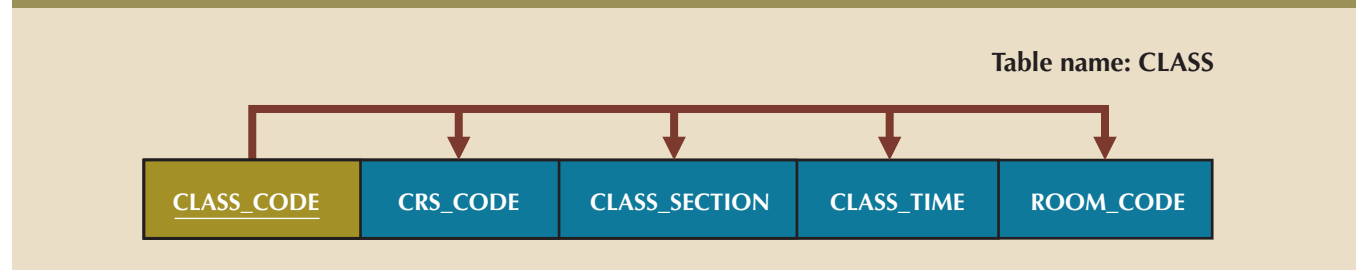 Table name: CLASS
CLASS_CODE CRS_CODE CLASS_SECTION CLASS_TIME ROOM_CODE